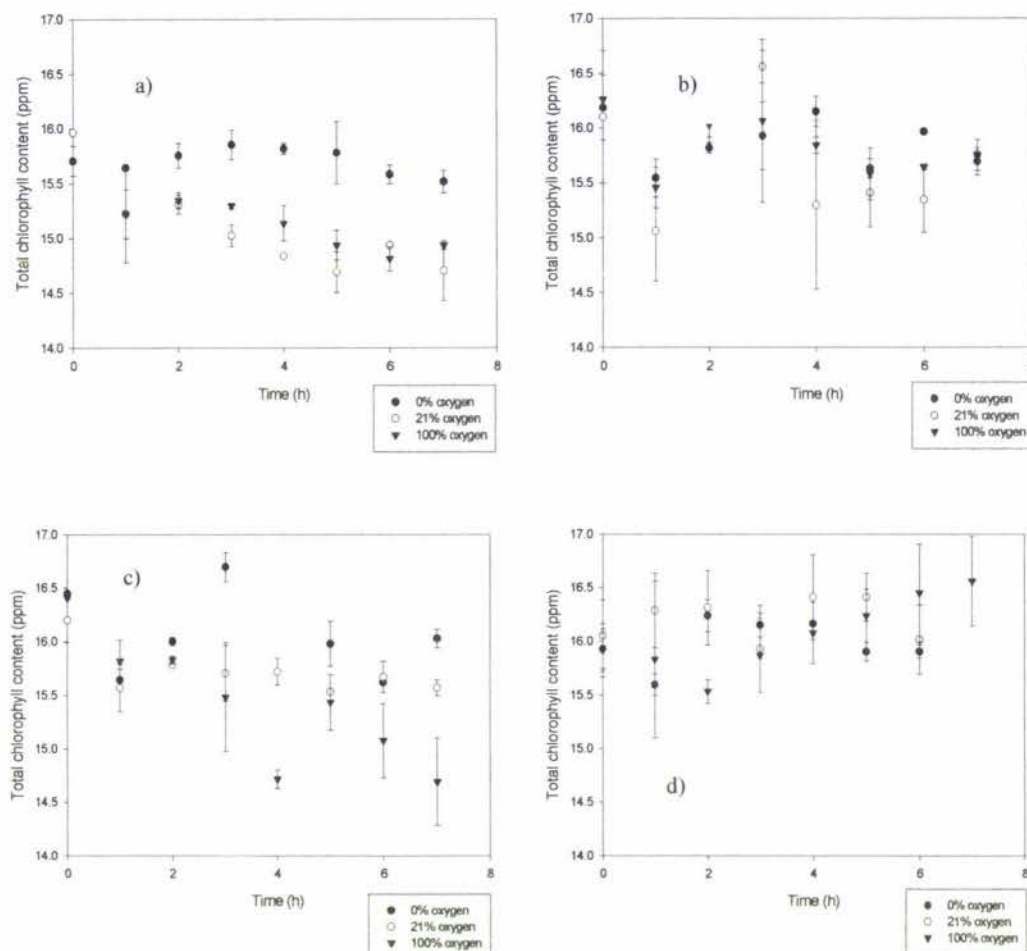 17.0
16.5
16.0
15.5
15.0
14.5
14.0
Total chlorophyll content (ppm)
a)
0 2 4 6 8
Time (h)
0% oxygen
21% oxygen
100% oxygen
17.0
16.5
16.0
15.5
15.0
14.5
14.0
Total chlorophyll content (ppm)
b)
0 2 4 6
Time (h)
0% oxygen
21% oxygen
100% oxygen
17.0
16.5
16.0
15.5
15.0
14.5
14.0
Total chlorophyll content (ppm)
c)
0 2 4 6 8
Time (h)
0% oxygen
21% oxygen
100% oxygen
17.0
16.5
16.0
15.5
15.0
14.5
14.0
Total chlorophyll content (ppm)
d)
0 2 4 6 8
Time (h)
0% oxygen
21% oxygen
100% oxygen